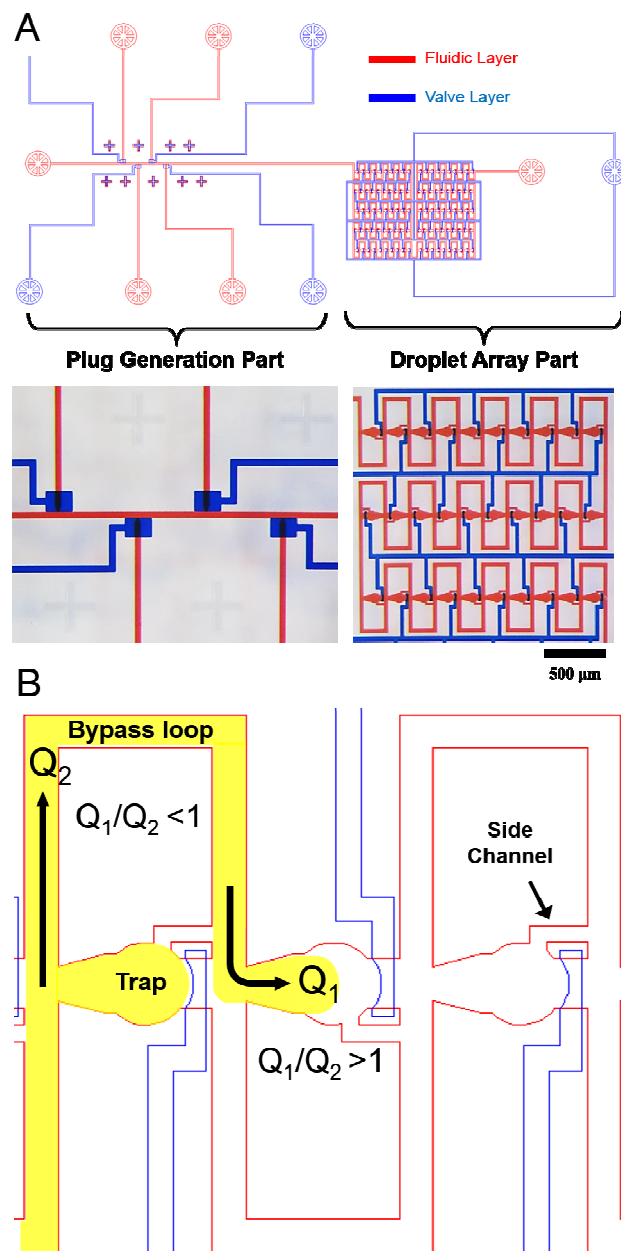 A
Fluidic Layer
Valve Layer
Plug Generation Part
Droplet Array Part
500 µm
B
Bypass loop
Q2
Q1/Q2 <1
Side
Channel
Trap
Q1
Q1/Q2 >1